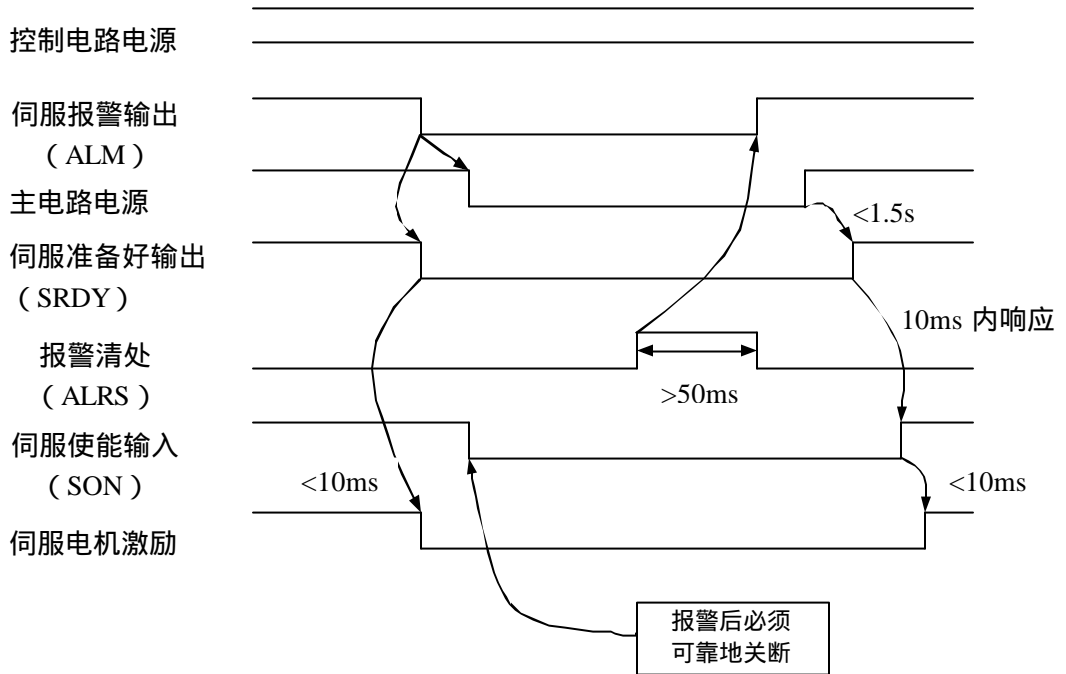 控制电路电源
伺服报警输出
（ALM）
主电路电源
<1.5s
伺服准备好输出
（SRDY）
10ms 内响应
报警清处
（ALRS）
>50ms
伺服使能输入
（SON）
<10ms
<10ms
伺服电机激励
报警后必须
可靠地关断